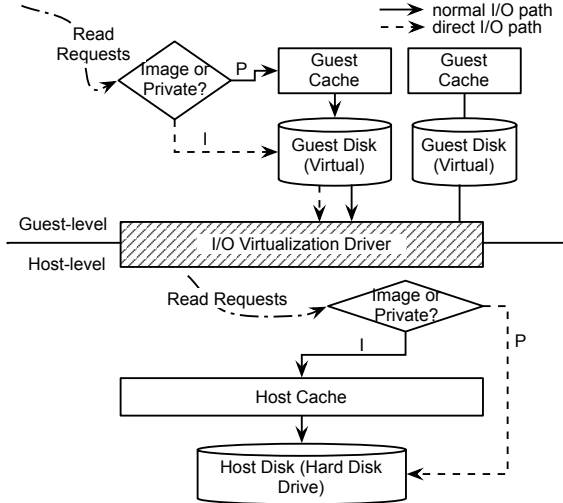 normal I/O path
direct I/O path
Read
Requests
Image or
Private?
P
Guest
Cache
Guest
Cache
I
Guest Disk
(Virtual)
Guest Disk
(Virtual)
Guest-level
I/O Virtualization Driver
Host-level
Read Requests
Image or
Private?
I
P
Host Cache
Host Disk (Hard Disk
Drive)